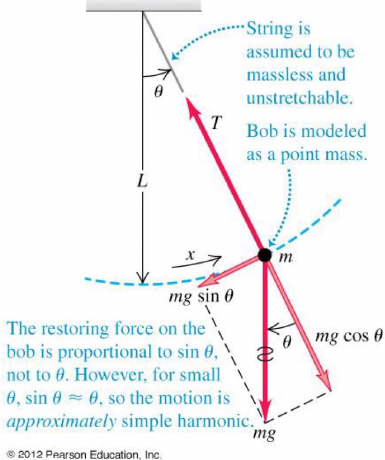 String is
assumed to be
massless and
unstretchable.
θ
T
Bob is modeled
as a point mass.
L
x
m
mg sin θ
The restoring force on the
bob is proportional to sin θ,
not to θ. However, for small
θ, sin θ ≈ θ, so the motion is
approximately simple harmonic.
θ
mg cos θ
mg
© 2012 Pearson Education, Inc.